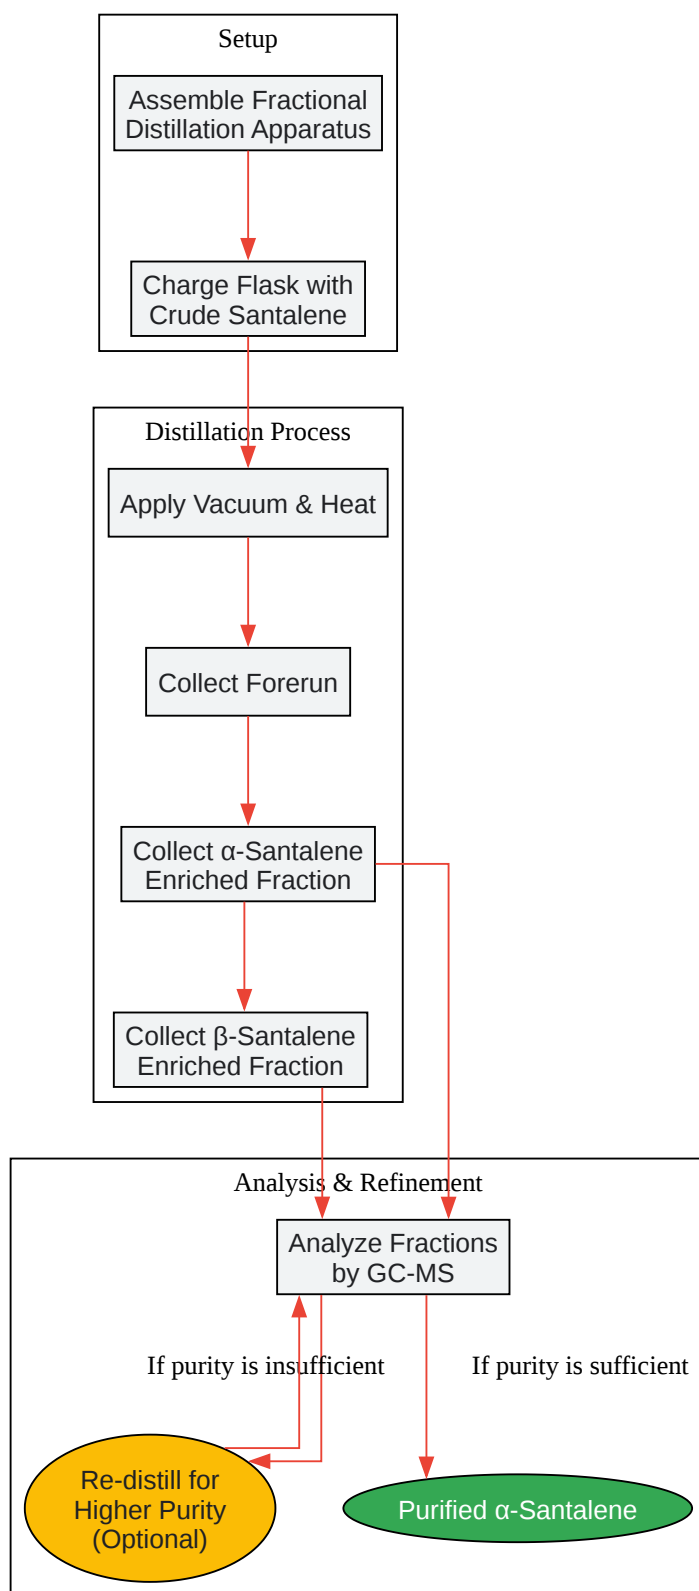 Setup
Assemble Fractional
Distillation Apparatus
Charge Flask with
Crude Santalene
Distillation Process
Apply Vacuum & Heat
Collect Forerun
Collect α-Santalene
Enriched Fraction
Collect β-Santalene
Enriched Fraction
Analysis & Refinement
Analyze Fractions
by GC-MS
If purity is insufficient
If purity is sufficient
Re-distill for
Higher Purity
(Optional)
Purified α-Santalene